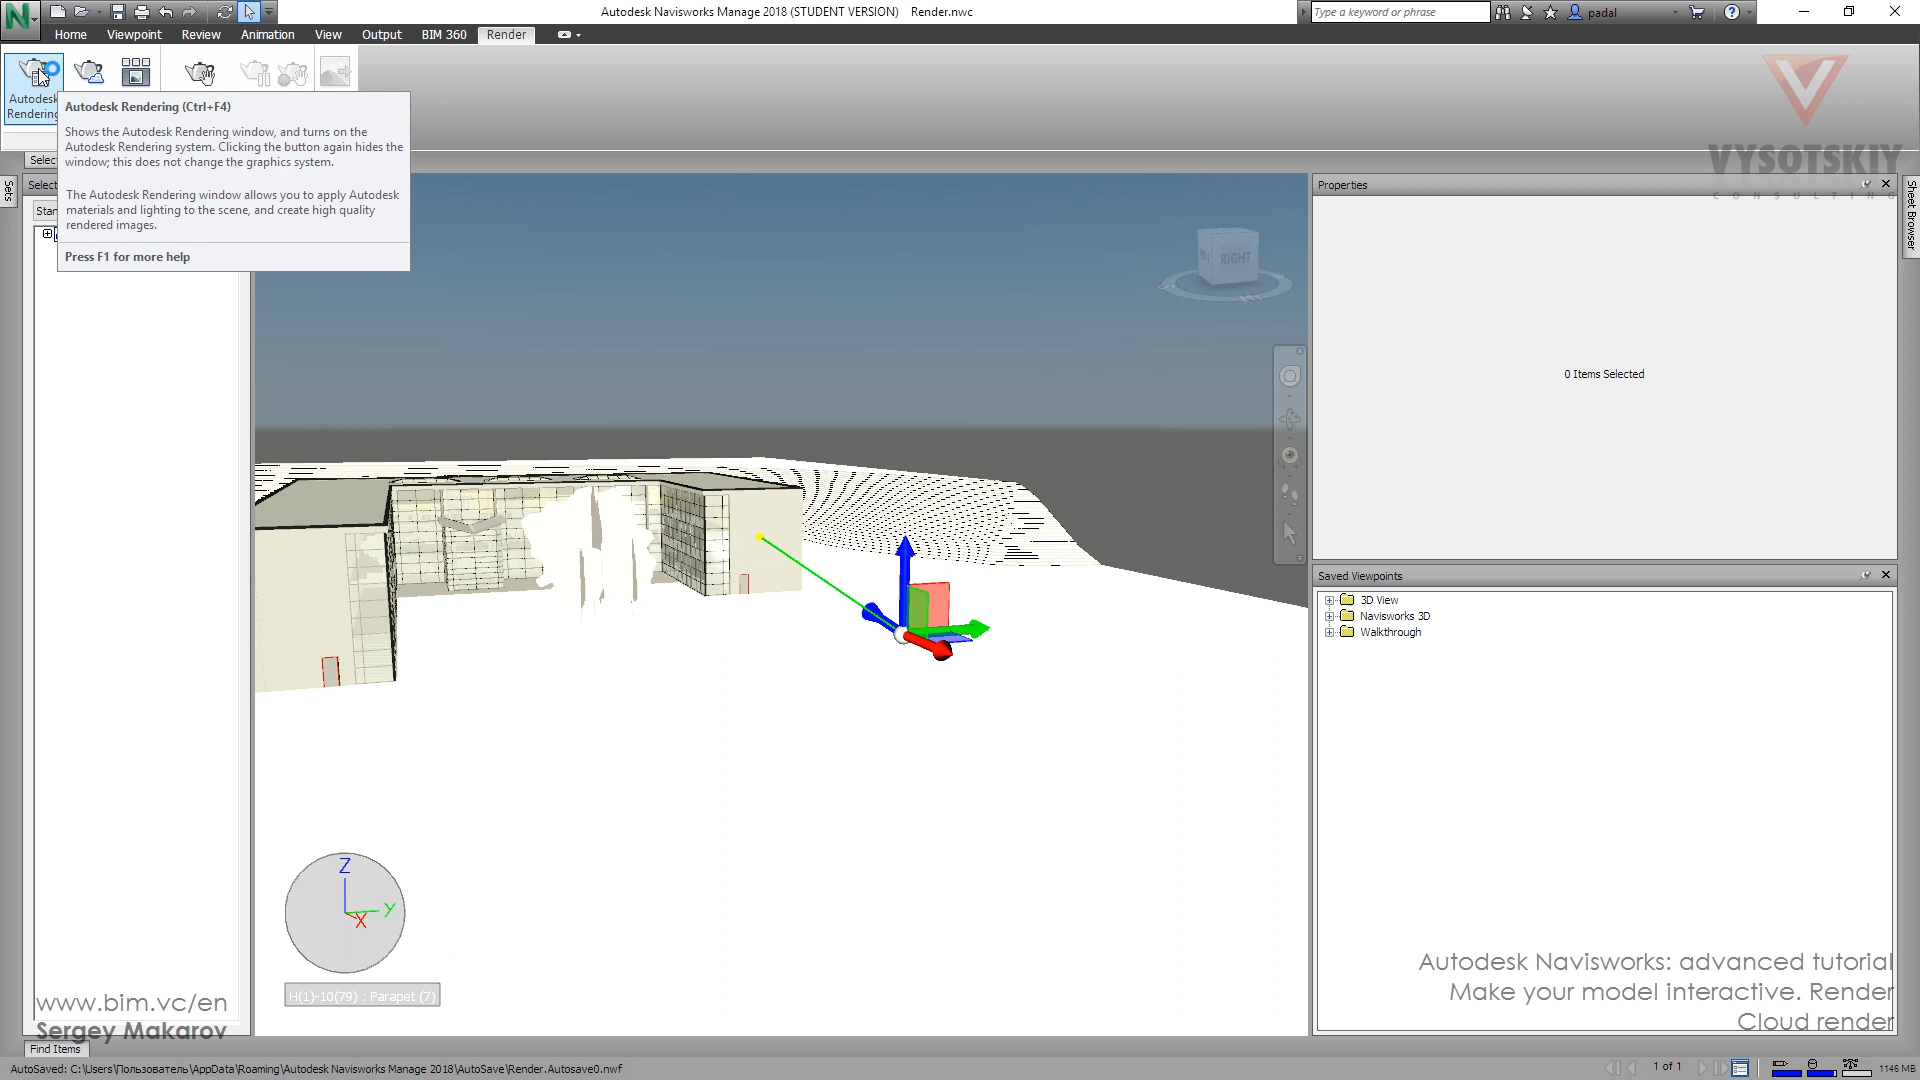 Autodesk Navisworks Manage 2018 (STUDENT VERSION) Render.nwc
Type a keyword or phrase
padal
Home Viewpoint Review Animation View Output BIM 360 Render
Autodesk Rendering (Ctrl+F4)
Shows the Autodesk Rendering window, and turns on the
Autodesk Rendering system. Clicking the button again hides the
window; this does not change the graphics system.
The Autodesk Rendering window allows you to apply Autodesk
materials and lighting to the scene, and create high quality
rendered images.
Press F1 for more help
Autodesk
Rendering
Select
Select
Stan
Sets
VYSOTSKIY
CONSULTING
Properties
Sheet Browser
RIGHT
0 Items Selected
Saved Viewpoints
3D View
Navisworks 3D
Walkthrough
Z
Y
X
H(1)-10(79) : Parapet (7)
www.bim.vc/en
Sergey Makarov
Autodesk Navisworks: advanced tutorial
Make your model interactive. Render
Cloud render
Find Items
AutoSaved: C:\Users\Пользователь\AppData\Roaming\Autodesk Navisworks Manage 2018\AutoSave\Render.Autosave0.nwf
1 of 1
1146 MB